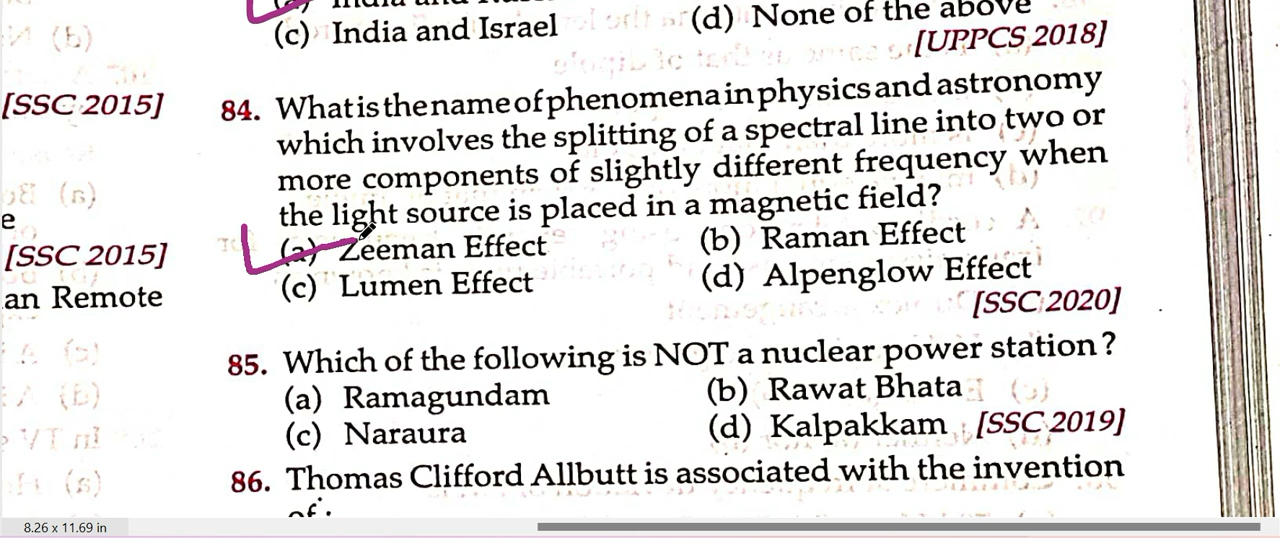 (c) India and Israel
(d) None of the above
[UPPCS 2018]
[SSC 2015]
e
[SSC 2015]
an Remote
84. What is the name of phenomena in physics and astronomy
which involves the splitting of a spectral line into two or
more components of slightly different frequency when
the light source is placed in a magnetic field?
(a) Zeeman Effect (b) Raman Effect
(c) Lumen Effect (d) Alpenglow Effect
[SSC 2020]
85. Which of the following is NOT a nuclear power station?
(a) Ramagundam (b) Rawat Bhata
(c) Naraura (d) Kalpakkam [SSC 2019]
86. Thomas Clifford Allbutt is associated with the invention
of:
8.26 x 11.69 in